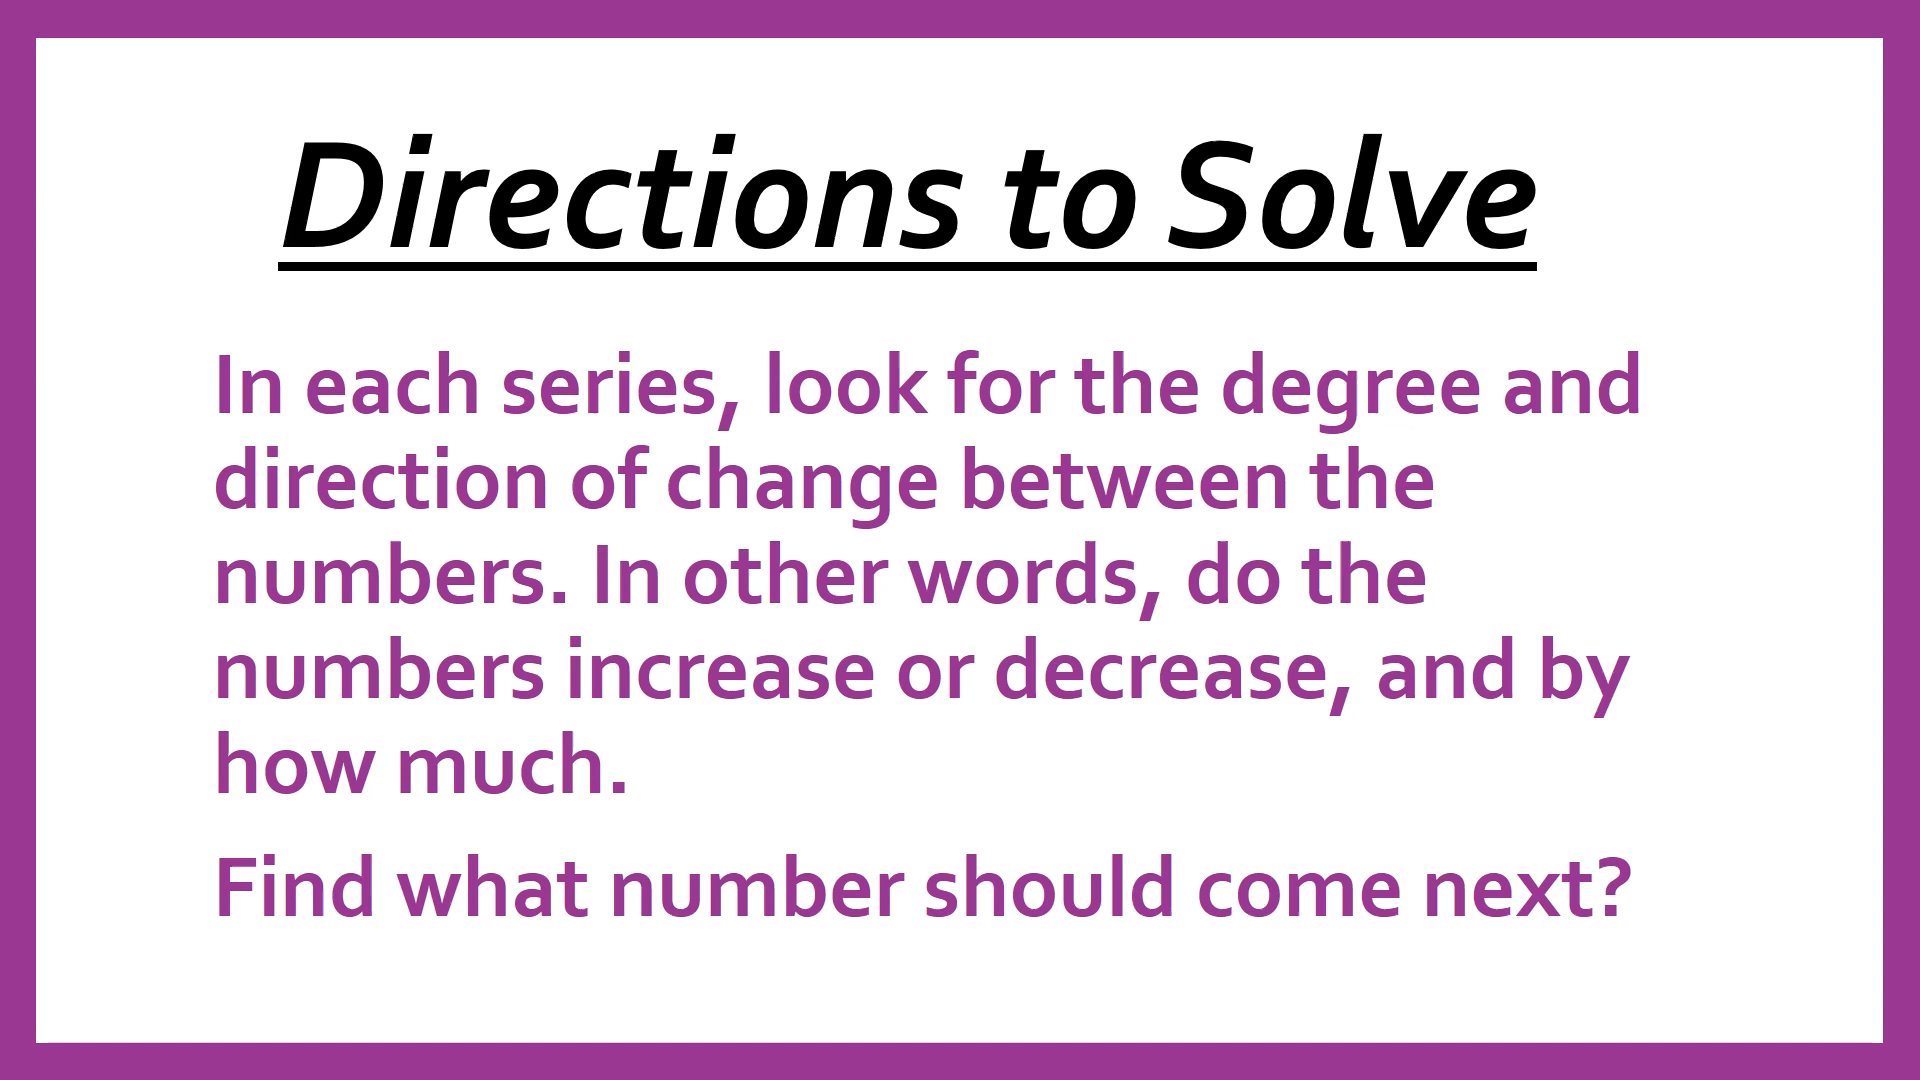 Directions to Solve
In each series, look for the degree and
direction of change between the
numbers. In other words, do the
numbers increase or decrease, and by
how much.
Find what number should come next?